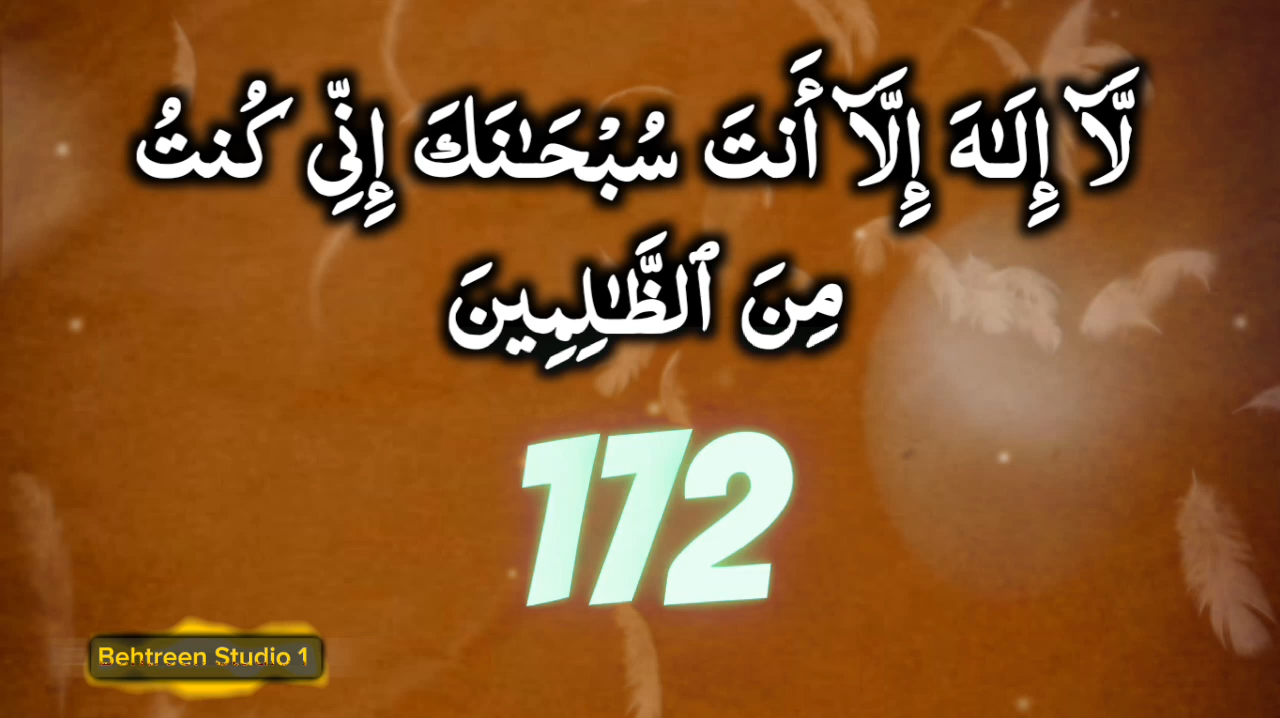 لَّآ إِلَـٰهَ إِلَّآ أَنتَ سُبْحَـٰنَكَ إِنِّى كُنتُ
مِنَ ٱلظَّـٰلِمِينَ
172
Behtreen Studio 1